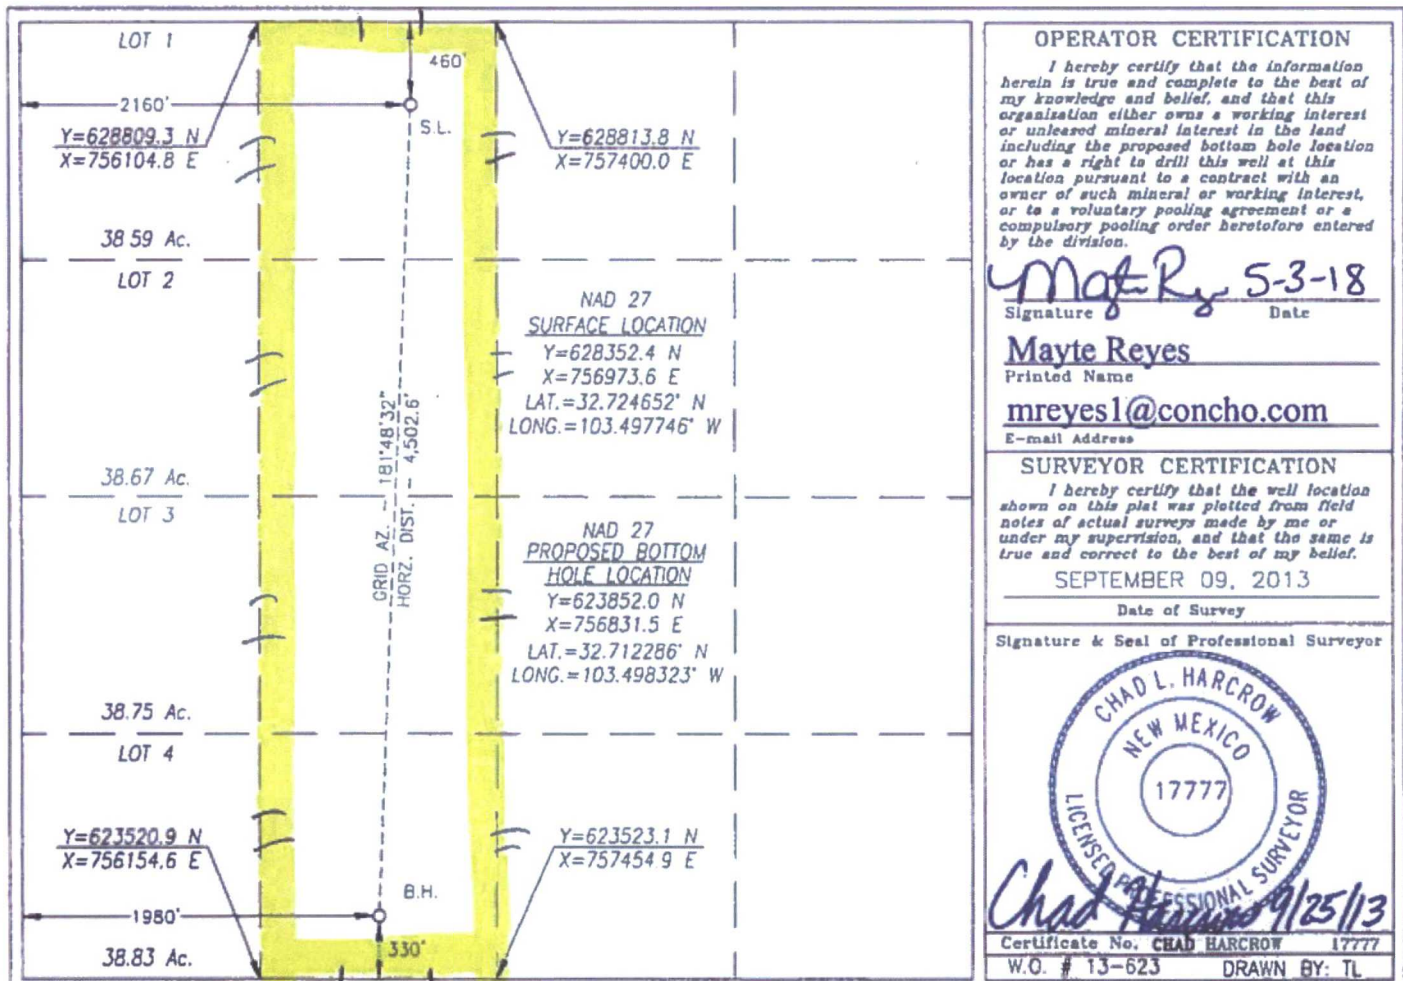 LOT 1
460'
2160'
S.L.
Y=628809.3 N
X=756104.8 E
Y=628813.8 N
X=757400.0 E
38.59 Ac.
LOT 2
NAD 27
SURFACE LOCATION
Y=628352.4 N
X=756973.6 E
LAT.=32.724652° N
LONG.=103.497746° W
GRID AZ. - 181°48'32"
HORZ. DIST. - 4,502.6'
38.67 Ac.
LOT 3
NAD 27
PROPOSED BOTTOM
HOLE LOCATION
Y=623852.0 N
X=756831.5 E
LAT.=32.712286° N
LONG.=103.498323° W
38.75 Ac.
LOT 4
Y=623520.9 N
X=756154.6 E
Y=623523.1 N
X=757454.9 E
B.H.
1980'
330'
38.83 Ac.
OPERATOR CERTIFICATION
I hereby certify that the information
herein is true and complete to the best of
my knowledge and belief, and that this
organisation either owns a working interest
or unleased mineral interest in the land
including the proposed bottom hole location
or has a right to drill this well at this
location pursuant to a contract with an
owner of such mineral or working interest,
or to a voluntary pooling agreement or a
compulsory pooling order heretofore entered
by the division.
5-3-18
Signature Date
Mayte Reyes
Printed Name
mreyes1@concho.com
E-mail Address
SURVEYOR CERTIFICATION
I hereby certify that the well location
shown on this plat was plotted from field
notes of actual surveys made by me or
under my supervision, and that the same is
true and correct to the best of my belief.
SEPTEMBER 09, 2013
Date of Survey
Signature & Seal of Professional Surveyor
CHAD L. HARCROW
NEW MEXICO
17777
LICENSED PROFESSIONAL SURVEYOR
Chad Harcrow 9/25/13
Certificate No. CHAD HARCROW 17777
W.O. # 13-623 DRAWN BY: TL